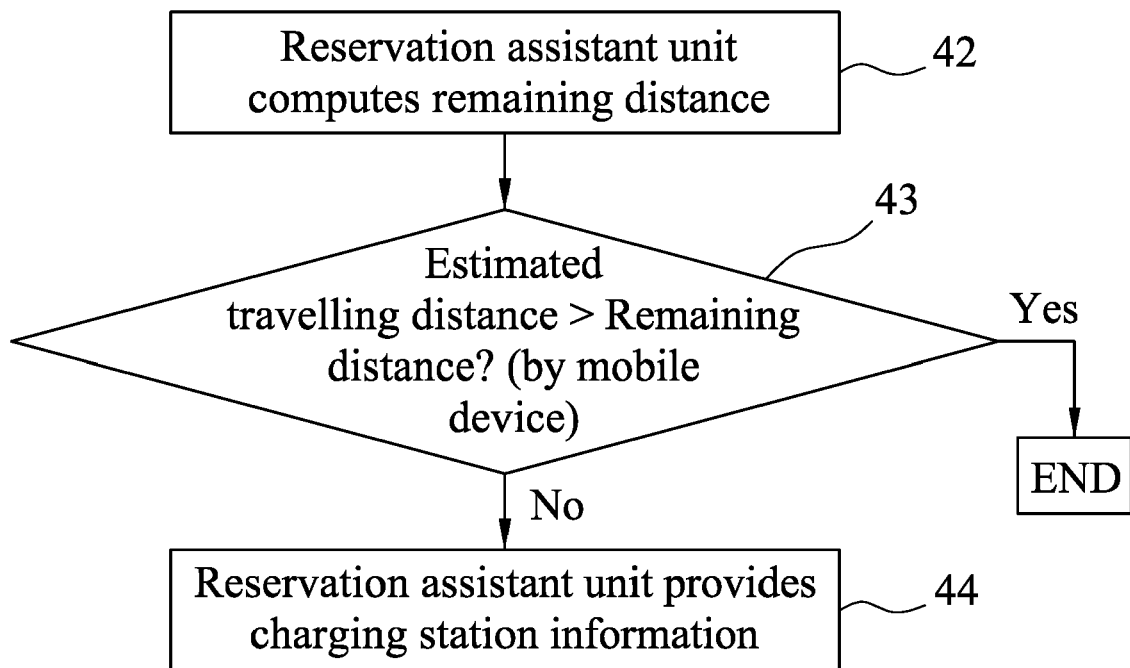 Reservation assistant unit
computes remaining distance
42
43
Estimated
travelling distance > Remaining
distance? (by mobile
device)
Yes
END
No
Reservation assistant unit provides
charging station information
44